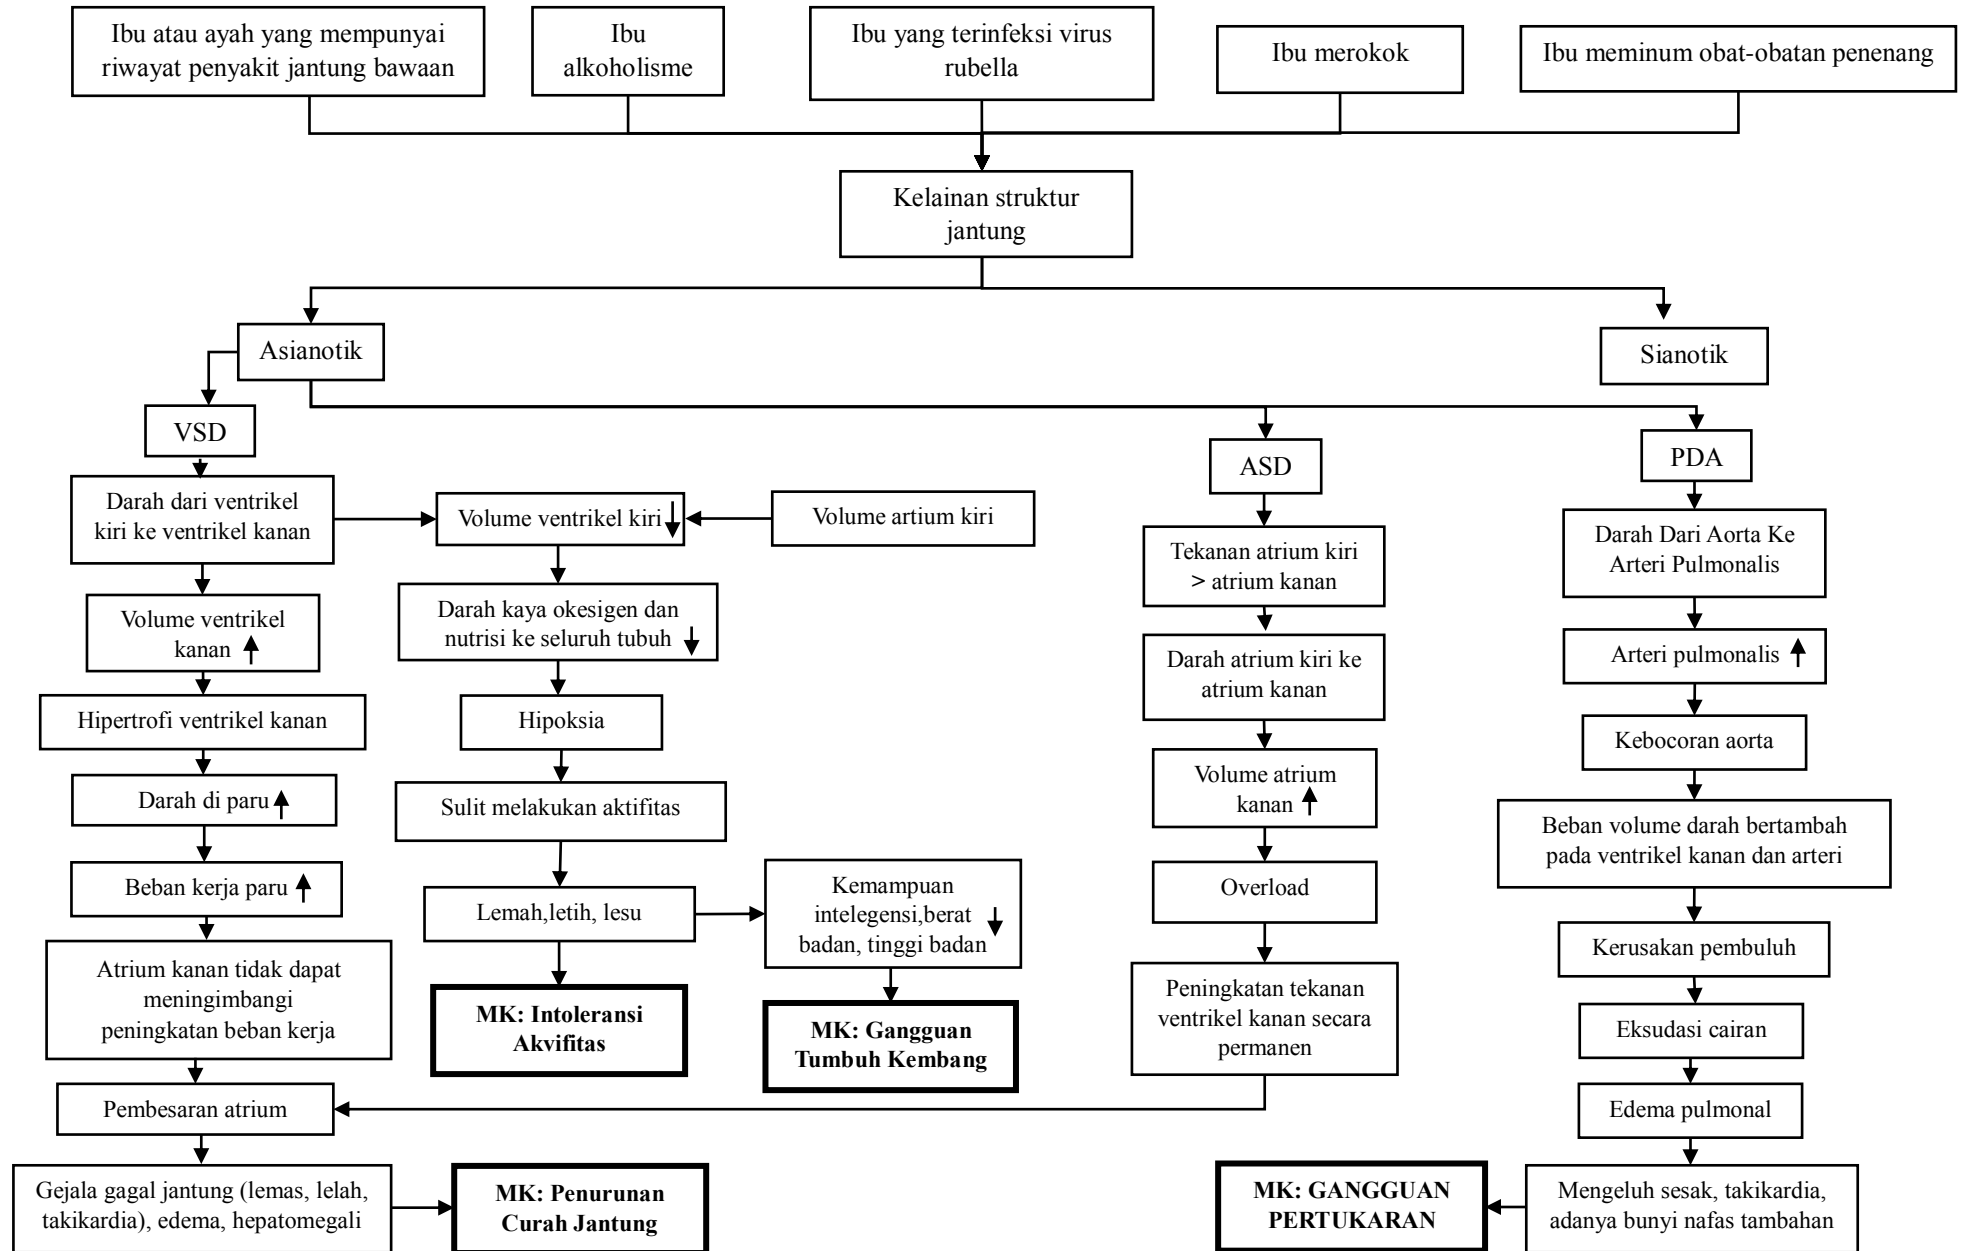 Ibu atau ayah yang mempunyai
riwayat penyakit jantung bawaan
Ibu
alkoholisme
Ibu yang terinfeksi virus
rubella
Ibu merokok
Ibu meminum obat-obatan penenang
Kelainan struktur
jantung
Asianotik
Sianotik
VSD
ASD
PDA
Darah dari ventrikel
kiri ke ventrikel kanan
Volume ventrikel kiri
Volume artium kiri
Tekanan atrium kiri
> atrium kanan
Darah Dari Aorta Ke
Arteri Pulmonalis
Volume ventrikel
kanan
Darah kaya okesigen dan
nutrisi ke seluruh tubuh
Darah atrium kiri ke
atrium kanan
Arteri pulmonalis
Hipertrofi ventrikel kanan
Hipoksia
Volume atrium
kanan
Kebocoran aorta
Darah di paru
Sulit melakukan aktifitas
Beban volume darah bertambah
pada ventrikel kanan dan arteri
Beban kerja paru
Lemah,letih, lesu
Kemampuan
intelegensi,berat
badan, tinggi badan
Overload
Kerusakan pembuluh
Atrium kanan tidak dapat
meningimbangi
peningkatan beban kerja
MK: Intoleransi
Akvifitas
MK: Gangguan
Tumbuh Kembang
Peningkatan tekanan
ventrikel kanan secara
permanen
Eksudasi cairan
Pembesaran atrium
Edema pulmonal
Gejala gagal jantung (lemas, lelah,
takikardia), edema, hepatomegali
MK: Penurunan
Curah Jantung
MK: GANGGUAN
PERTUKARAN
Mengeluh sesak, takikardia,
adanya bunyi nafas tambahan